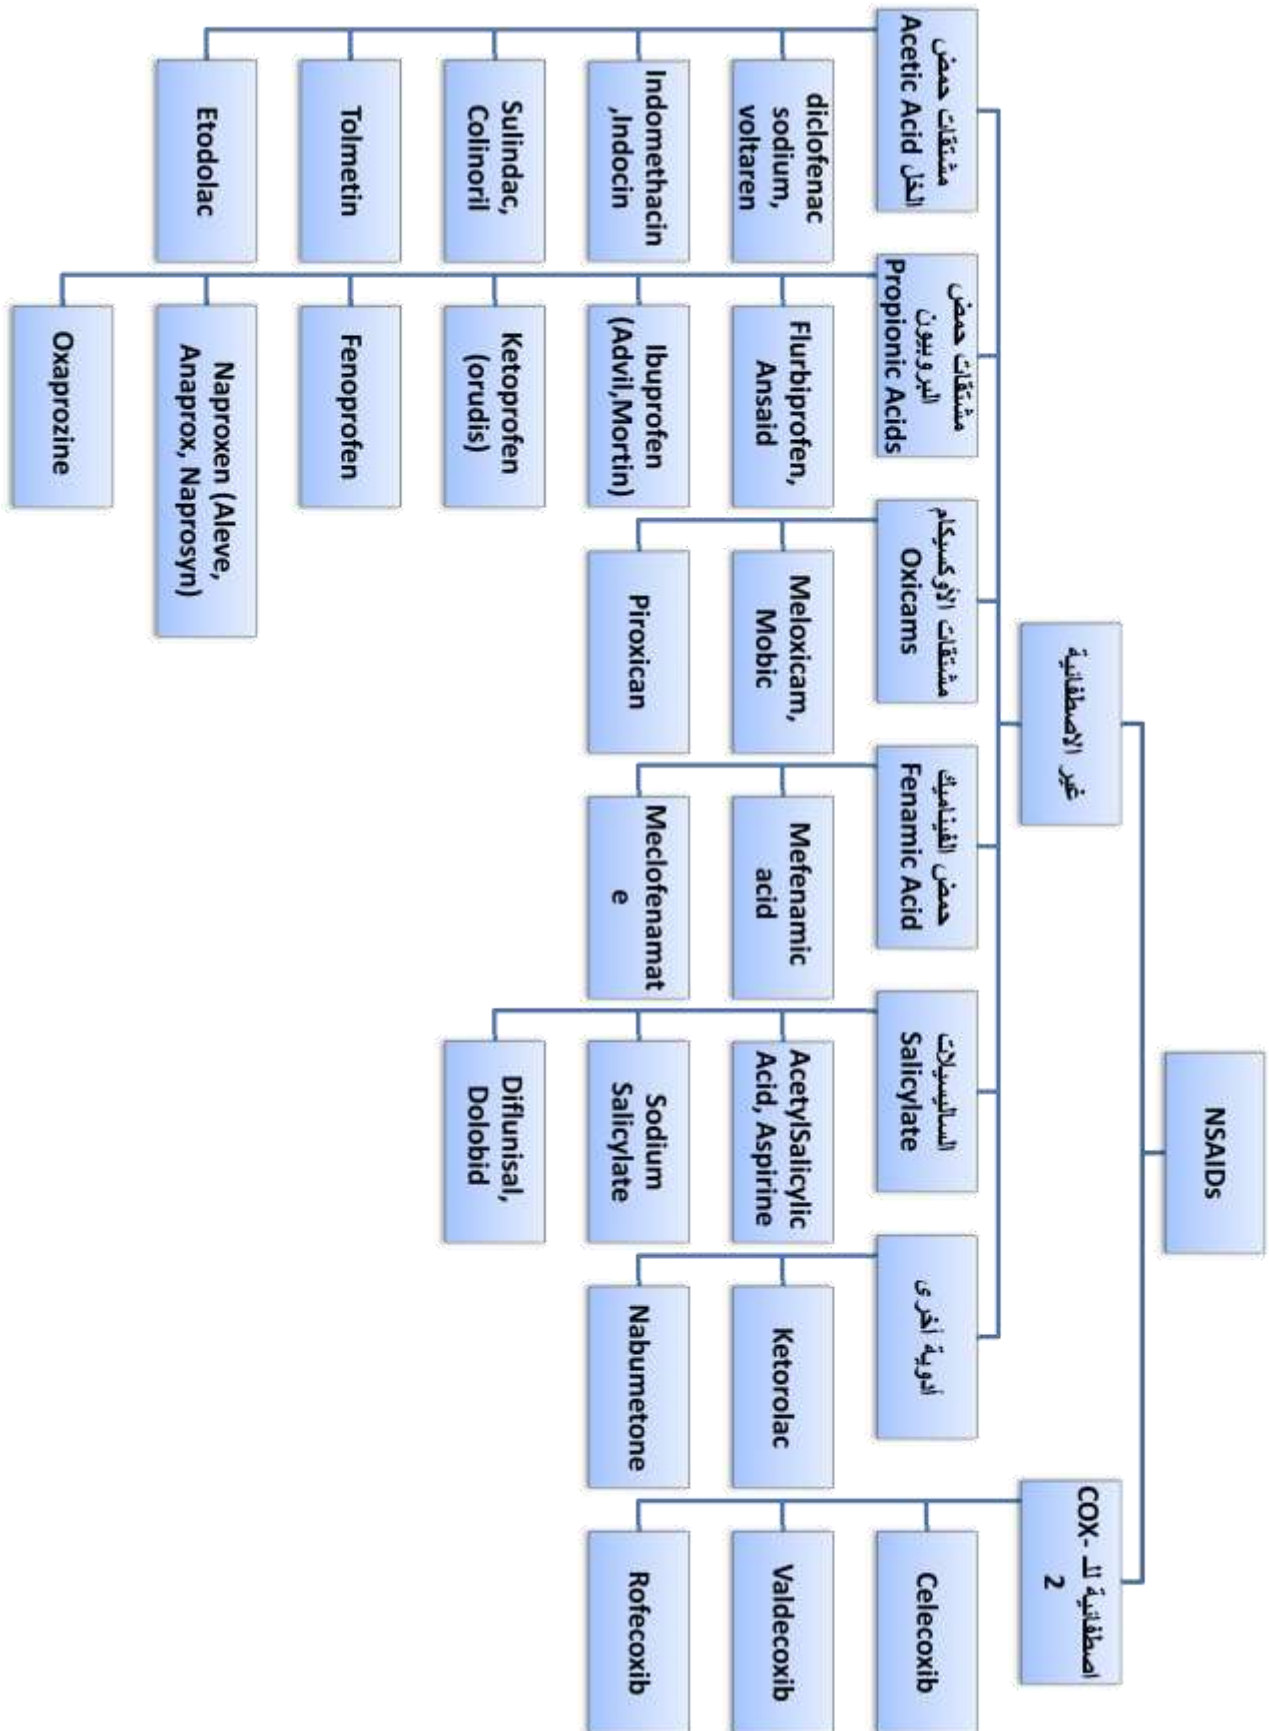 NSAIDs
غير الاصطفائية
مشتقات حمض
الخل Acetic Acid
diclofenac
sodium,
voltaren
Indomethacin
,Indocin
Sulindac,
Colinoril
Tolmetin
Etodolac
مشتقات حمض
البروبيون
Propionic Acids
Flurbiprofen,
Ansaid
Ibuprofen
(Advil,Mortin)
Ketoprofen
(orudis)
Fenoprofen
Naproxen (Aleve,
Anaprox, Naprosyn)
Oxaprozine
مشتقات الأوكسيكام
Oxicams
Meloxicam,
Mobic
Piroxican
حمض الفيناميك
Fenamic Acid
Mefenamic
acid
Meclofenamat
e
الساليسيلات
Salicylate
AcetylSalicylic
Acid, Aspirine
Sodium
Salicylate
Diflunisal,
Dolobid
أدوية أخرى
Ketorolac
Nabumetone
اصطفائية للـ COX-
2
Celecoxib
Valdecoxib
Rofecoxib